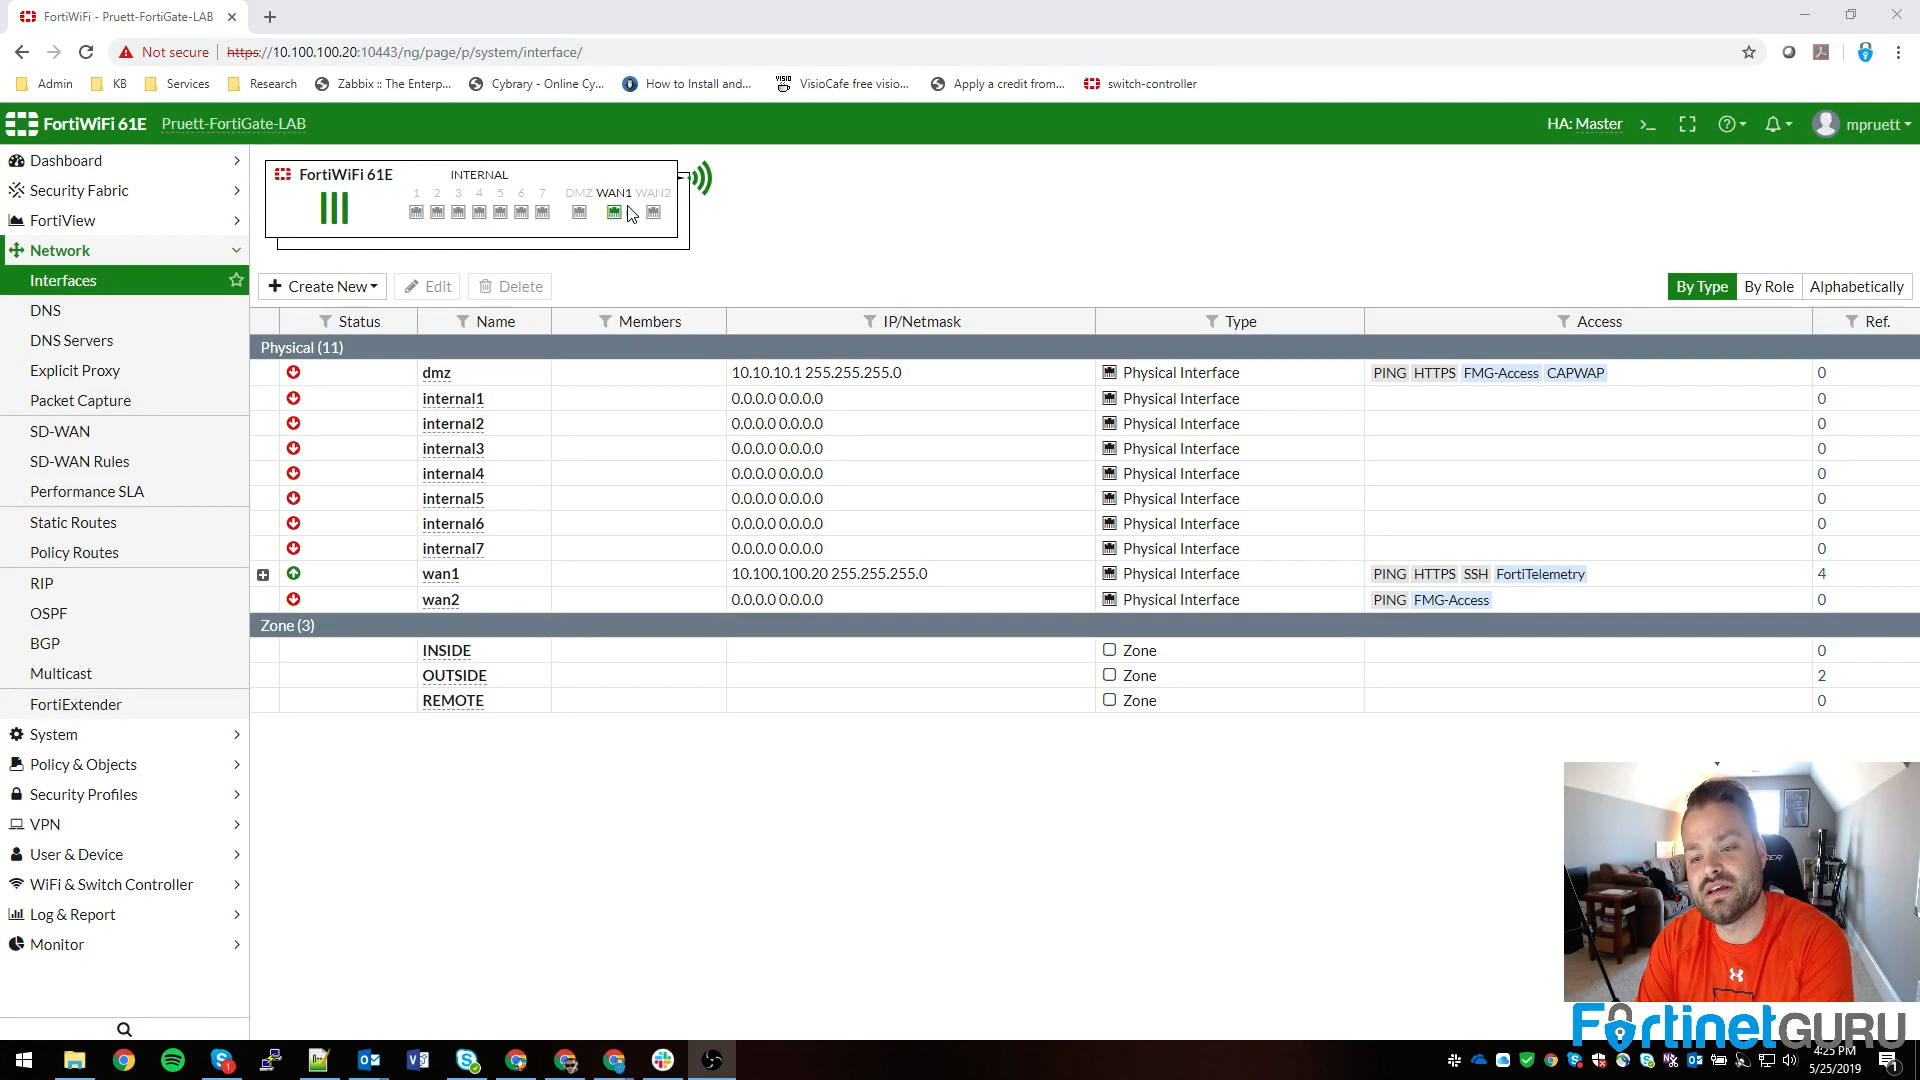 FortiWiFi - Pruett-FortiGate-LAB
Not secure https://10.100.100.20:10443/ng/page/p/system/interface/
Admin KB Services Research Zabbix :: The Enterp... Cybrary - Online Cy... How to Install and... VISIO VisioCafe free visio... Apply a credit from... switch-controller
FortiWiFi 61E Pruett-FortiGate-LAB HA: Master mpruett
Dashboard
Security Fabric
FortiView
Network
Interfaces
DNS
DNS Servers
Explicit Proxy
Packet Capture
SD-WAN
SD-WAN Rules
Performance SLA
Static Routes
Policy Routes
RIP
OSPF
BGP
Multicast
FortiExtender
System
Policy & Objects
Security Profiles
VPN
User & Device
WiFi & Switch Controller
Log & Report
Monitor
FortiWiFi 61E INTERNAL
1 2 3 4 5 6 7 DMZ WAN1 WAN2
Create New Edit Delete By Type By Role Alphabetically
Status Name Members IP/Netmask Type Access Ref.
Physical (11)
dmz 10.10.10.1 255.255.255.0 Physical Interface PING HTTPS FMG-Access CAPWAP 0
internal1 0.0.0.0 0.0.0.0 Physical Interface 0
internal2 0.0.0.0 0.0.0.0 Physical Interface 0
internal3 0.0.0.0 0.0.0.0 Physical Interface 0
internal4 0.0.0.0 0.0.0.0 Physical Interface 0
internal5 0.0.0.0 0.0.0.0 Physical Interface 0
internal6 0.0.0.0 0.0.0.0 Physical Interface 0
internal7 0.0.0.0 0.0.0.0 Physical Interface 0
wan1 10.100.100.20 255.255.255.0 Physical Interface PING HTTPS SSH FortiTelemetry 4
wan2 0.0.0.0 0.0.0.0 Physical Interface PING FMG-Access 0
Zone (3)
INSIDE Zone 0
OUTSIDE Zone 2
REMOTE Zone 0
FortinetGURU
4:25 PM
5/25/2019